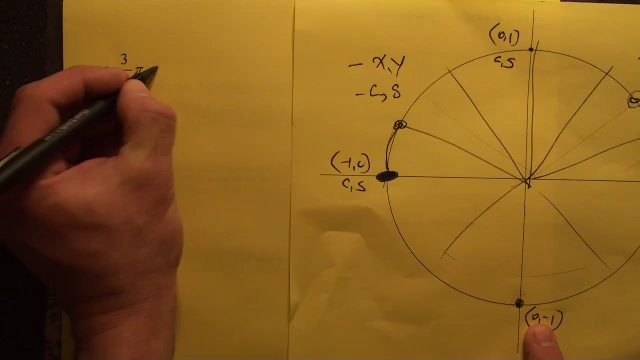 3
π
(0,1)
C,S
- X,Y
- C,S
(-1,0)
C,S
(0,-1)